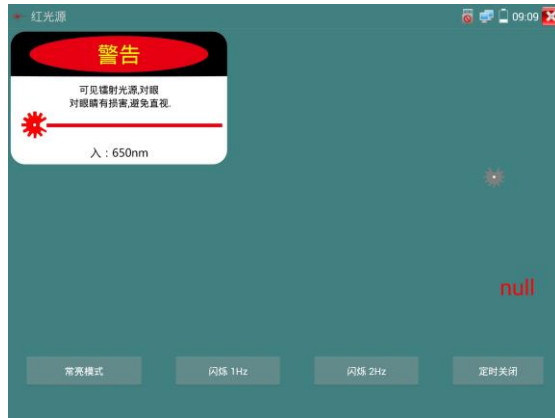 红光源
09:09
警告
可见镭射光源,对眼
对眼睛有损害,避免直视.
入：650nm
null
常亮模式
闪烁 1Hz
闪烁 2Hz
定时关闭